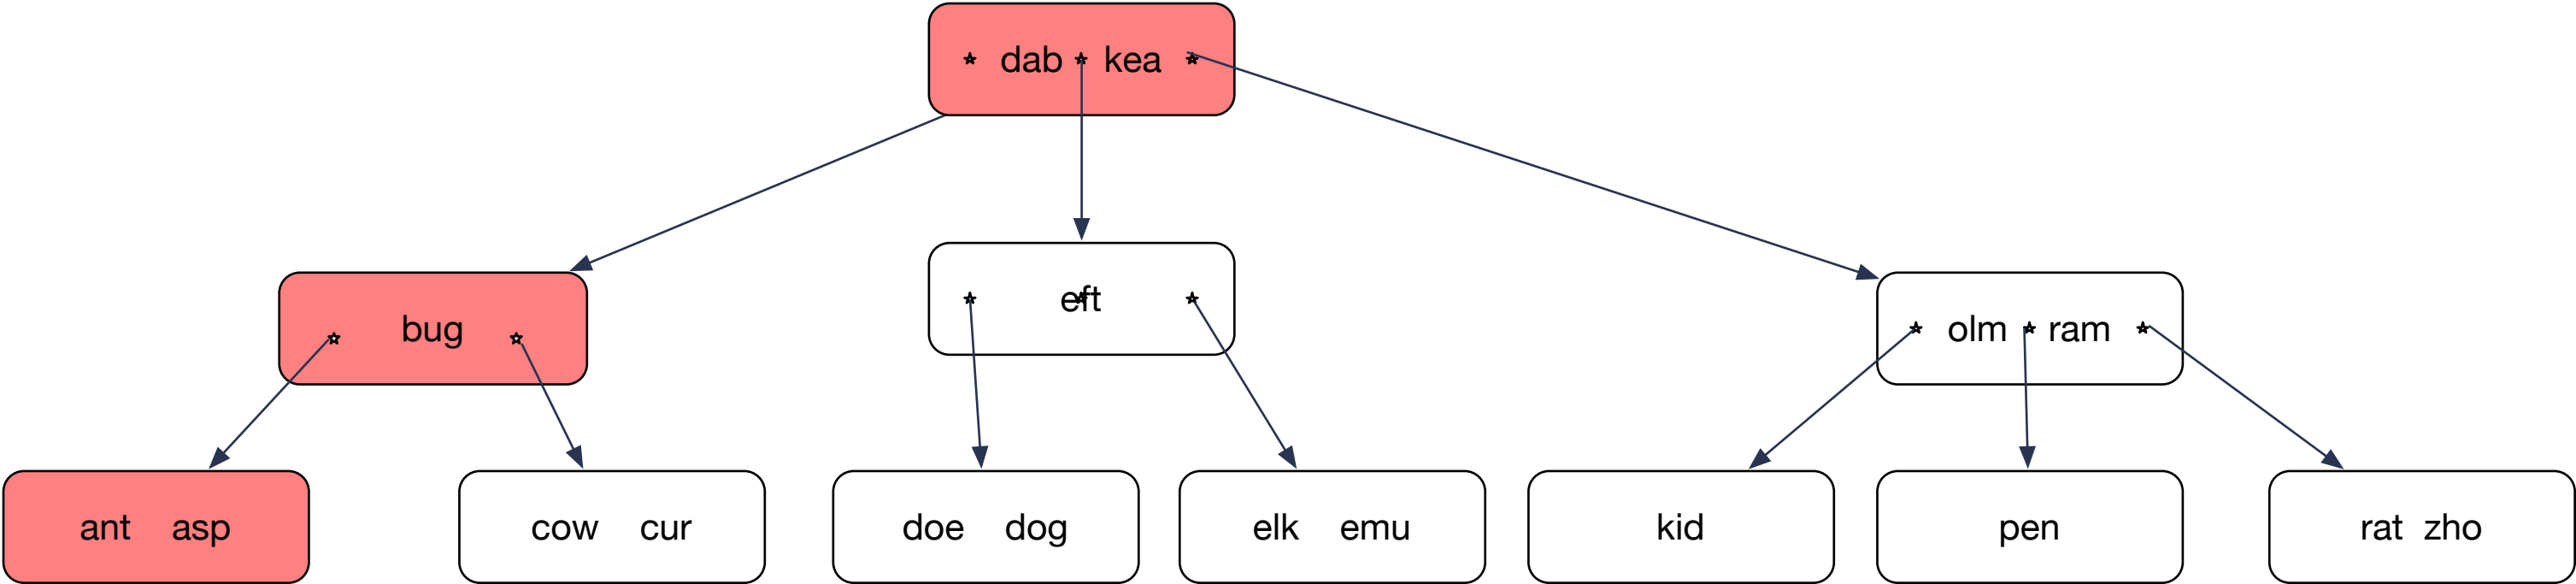 dab kea
bug
eft
olm ram
ant asp
cow cur
doe dog
elk emu
kid
pen
rat zho